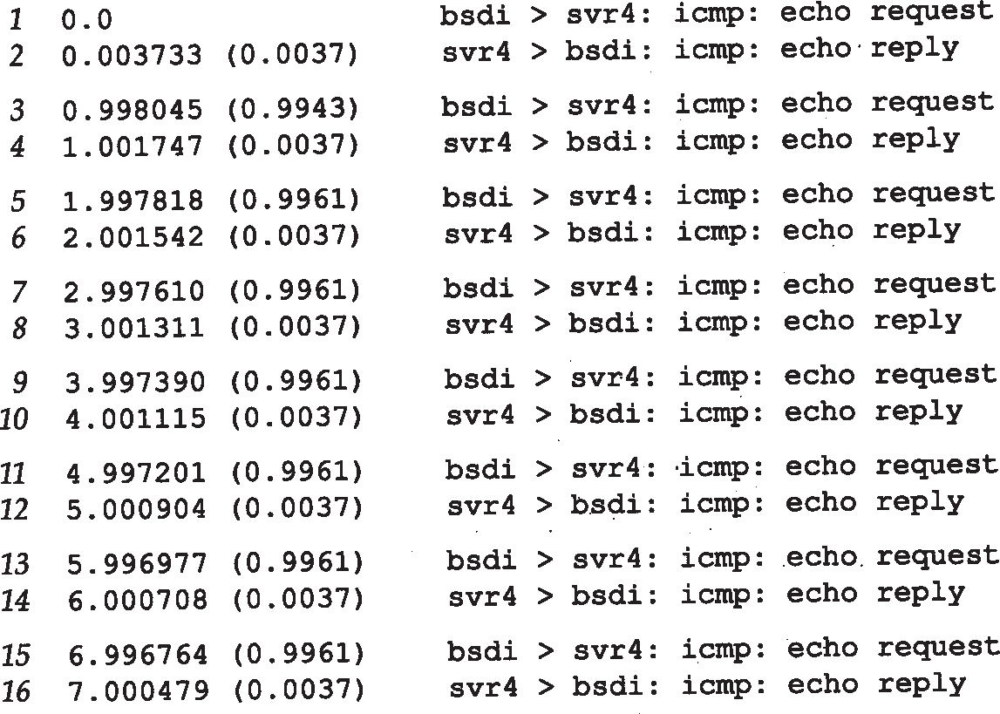 1 0.0 bsdi > svr4: icmp: echo request
2 0.003733 (0.0037) svr4 > bsdi: icmp: echo reply
3 0.998045 (0.9943) bsdi > svr4: icmp: echo request
4 1.001747 (0.0037) svr4 > bsdi: icmp: echo reply
5 1.997818 (0.9961) bsdi > svr4: icmp: echo request
6 2.001542 (0.0037) svr4 > bsdi: icmp: echo reply
7 2.997610 (0.9961) bsdi > svr4: icmp: echo request
8 3.001311 (0.0037) svr4 > bsdi: icmp: echo reply
9 3.997390 (0.9961) bsdi > svr4: icmp: echo request
10 4.001115 (0.0037) svr4 > bsdi: icmp: echo reply
11 4.997201 (0.9961) bsdi > svr4: icmp: echo request
12 5.000904 (0.0037) svr4 > bsdi: icmp: echo reply
13 5.996977 (0.9961) bsdi > svr4: icmp: echo request
14 6.000708 (0.0037) svr4 > bsdi: icmp: echo reply
15 6.996764 (0.9961) bsdi > svr4: icmp: echo request
16 7.000479 (0.0037) svr4 > bsdi: icmp: echo reply